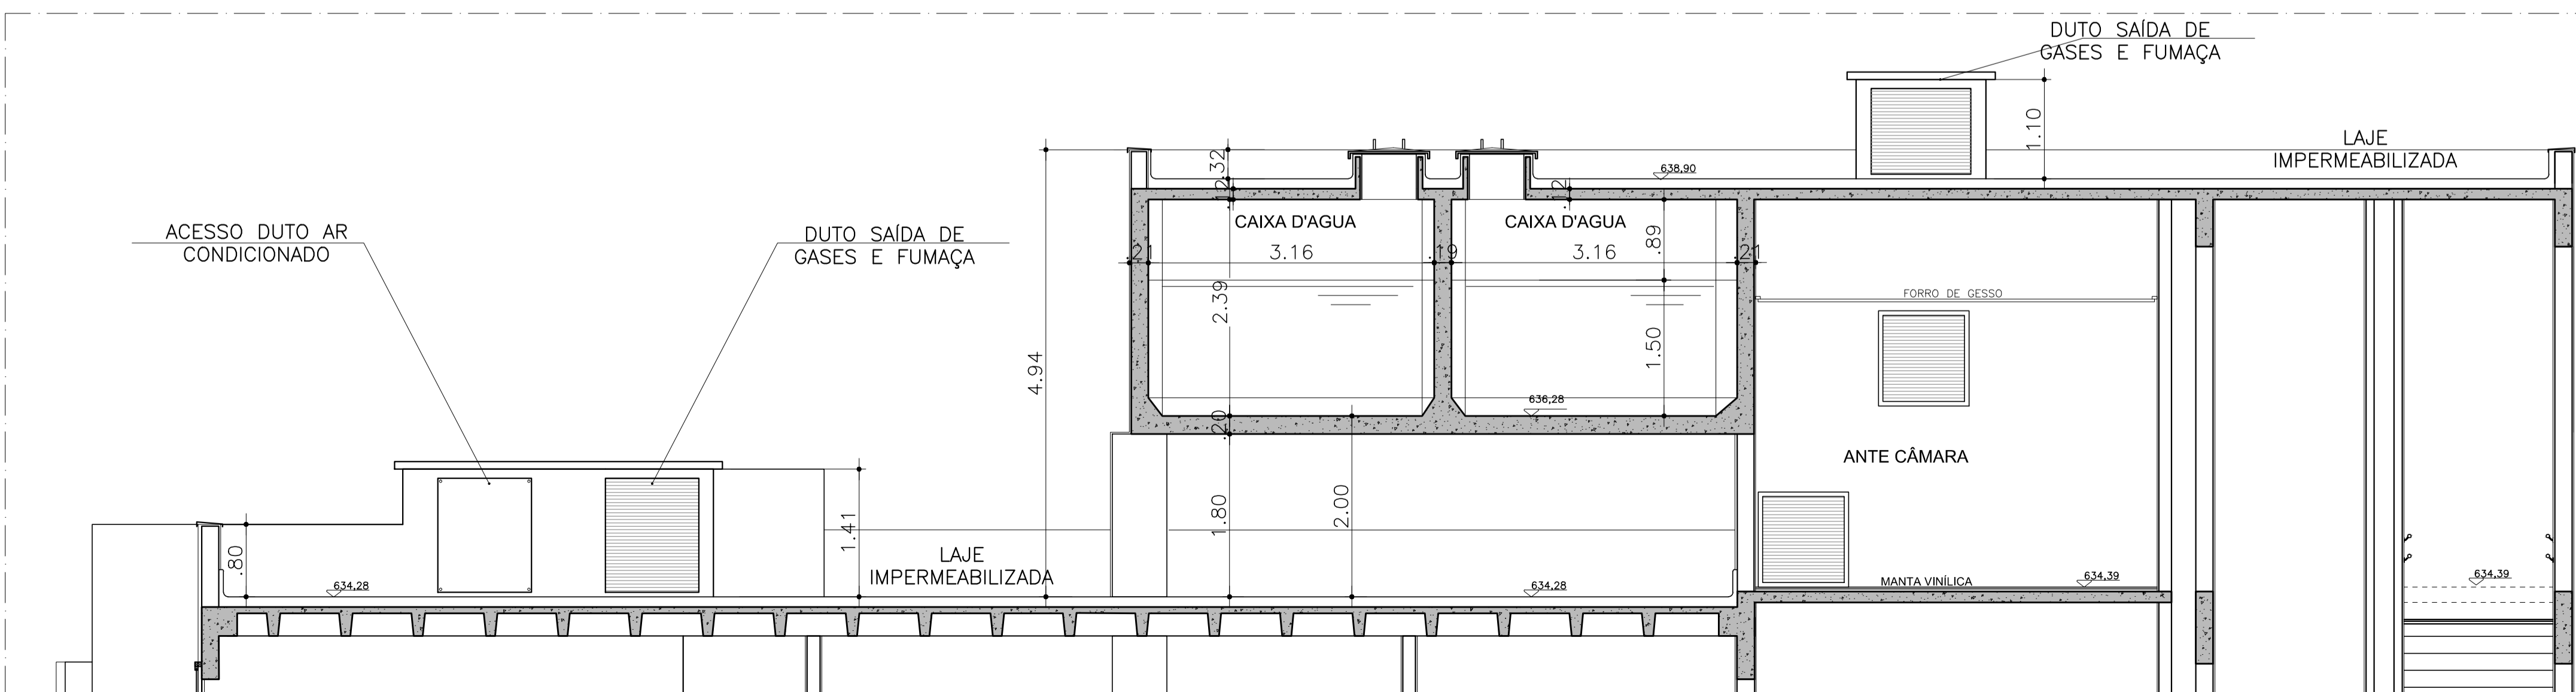 DUTO SAÍDA DE
GASES E FUMAÇA
1.10
LAJE
IMPERMEABILIZADA
.32
.12
.12
638,90
ACESSO DUTO AR
CONDICIONADO
DUTO SAÍDA DE
GASES E FUMAÇA
CAIXA D'AGUA
CAIXA D'AGUA
.21
3.16
.19
3.16
.21
.89
2.39
1.50
4.94
FORRO DE GESSO
636,28
.20
ANTE CÂMARA
1.80
2.00
1.41
.80
LAJE
IMPERMEABILIZADA
634,28
634,28
MANTA VINÍLICA
634,39
634,39